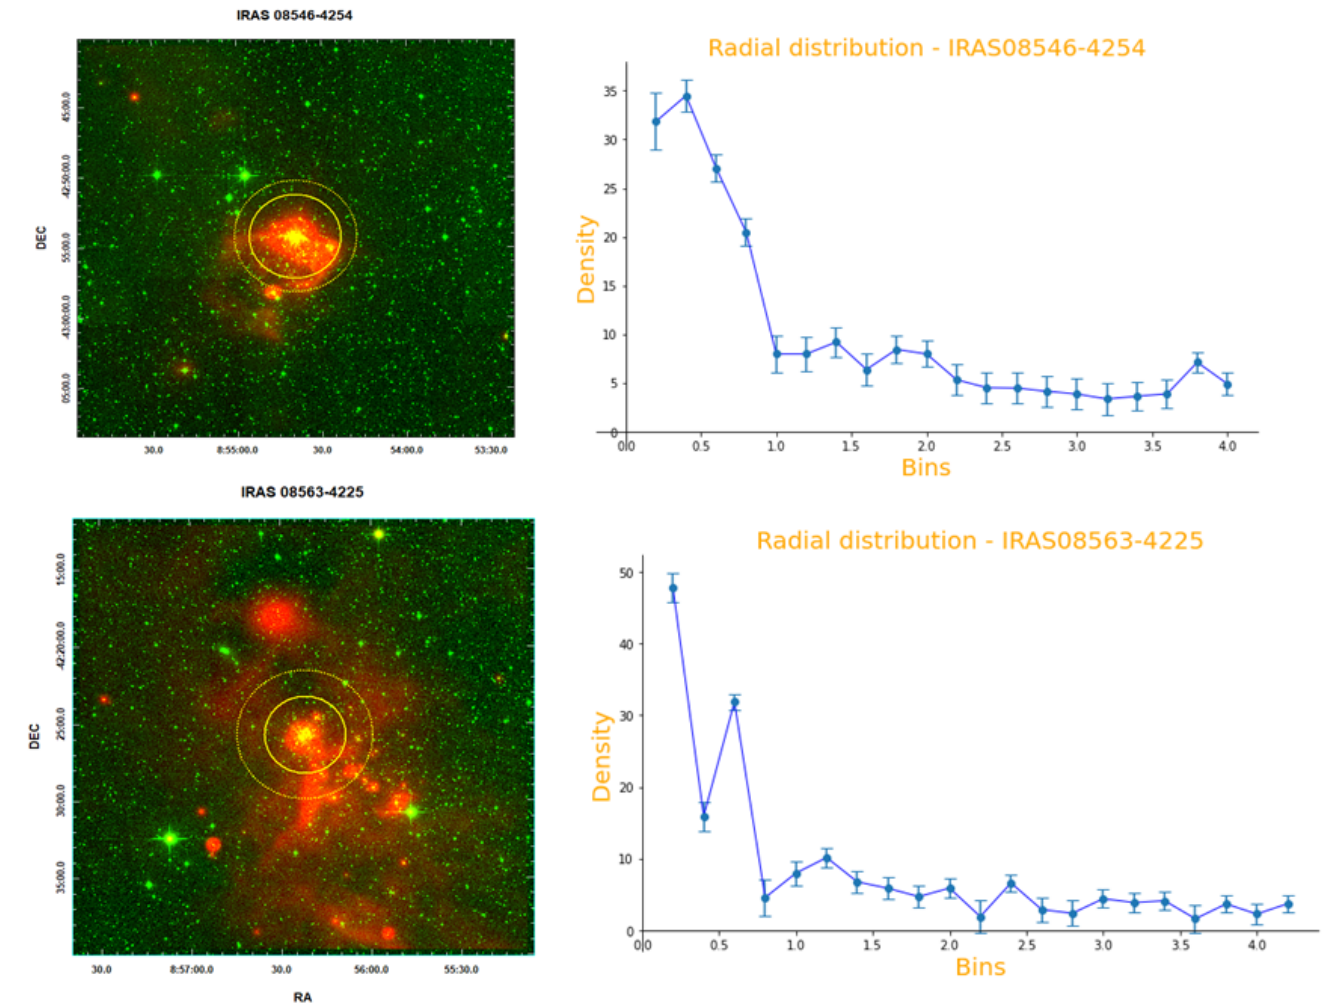 IRAS 08546-4254
Radial distribution - IRAS08546-4254
DEC
45:00.0
42:50:00.0
55:00.0
43:00:00.0
05:00.0
30.0 8:55:00.0 30.0 54:00.0 53:30.0
Density
35
30
25
20
15
10
5
0
0.0 0.5 1.0 1.5 2.0 2.5 3.0 3.5 4.0
Bins
IRAS 08563-4225
Radial distribution - IRAS08563-4225
DEC
15:00.0
42:20:00.0
25:00.0
30:00.0
35:00.0
30.0 8:57:00.0 30.0 56:00.0 55:30.0
RA
Density
50
40
30
20
10
0
0.0 0.5 1.0 1.5 2.0 2.5 3.0 3.5 4.0
Bins